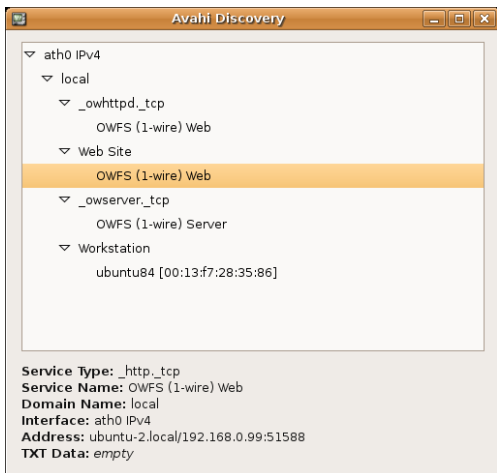 Avahi Discovery
ath0 IPv4
local
_owhttpd._tcp
OWFS (1-wire) Web
Web Site
OWFS (1-wire) Web
_owserver._tcp
OWFS (1-wire) Server
Workstation
ubuntu84 [00:13:f7:28:35:86]
Service Type: _http._tcp
Service Name: OWFS (1-wire) Web
Domain Name: local
Interface: ath0 IPv4
Address: ubuntu-2.local/192.168.0.99:51588
TXT Data: empty